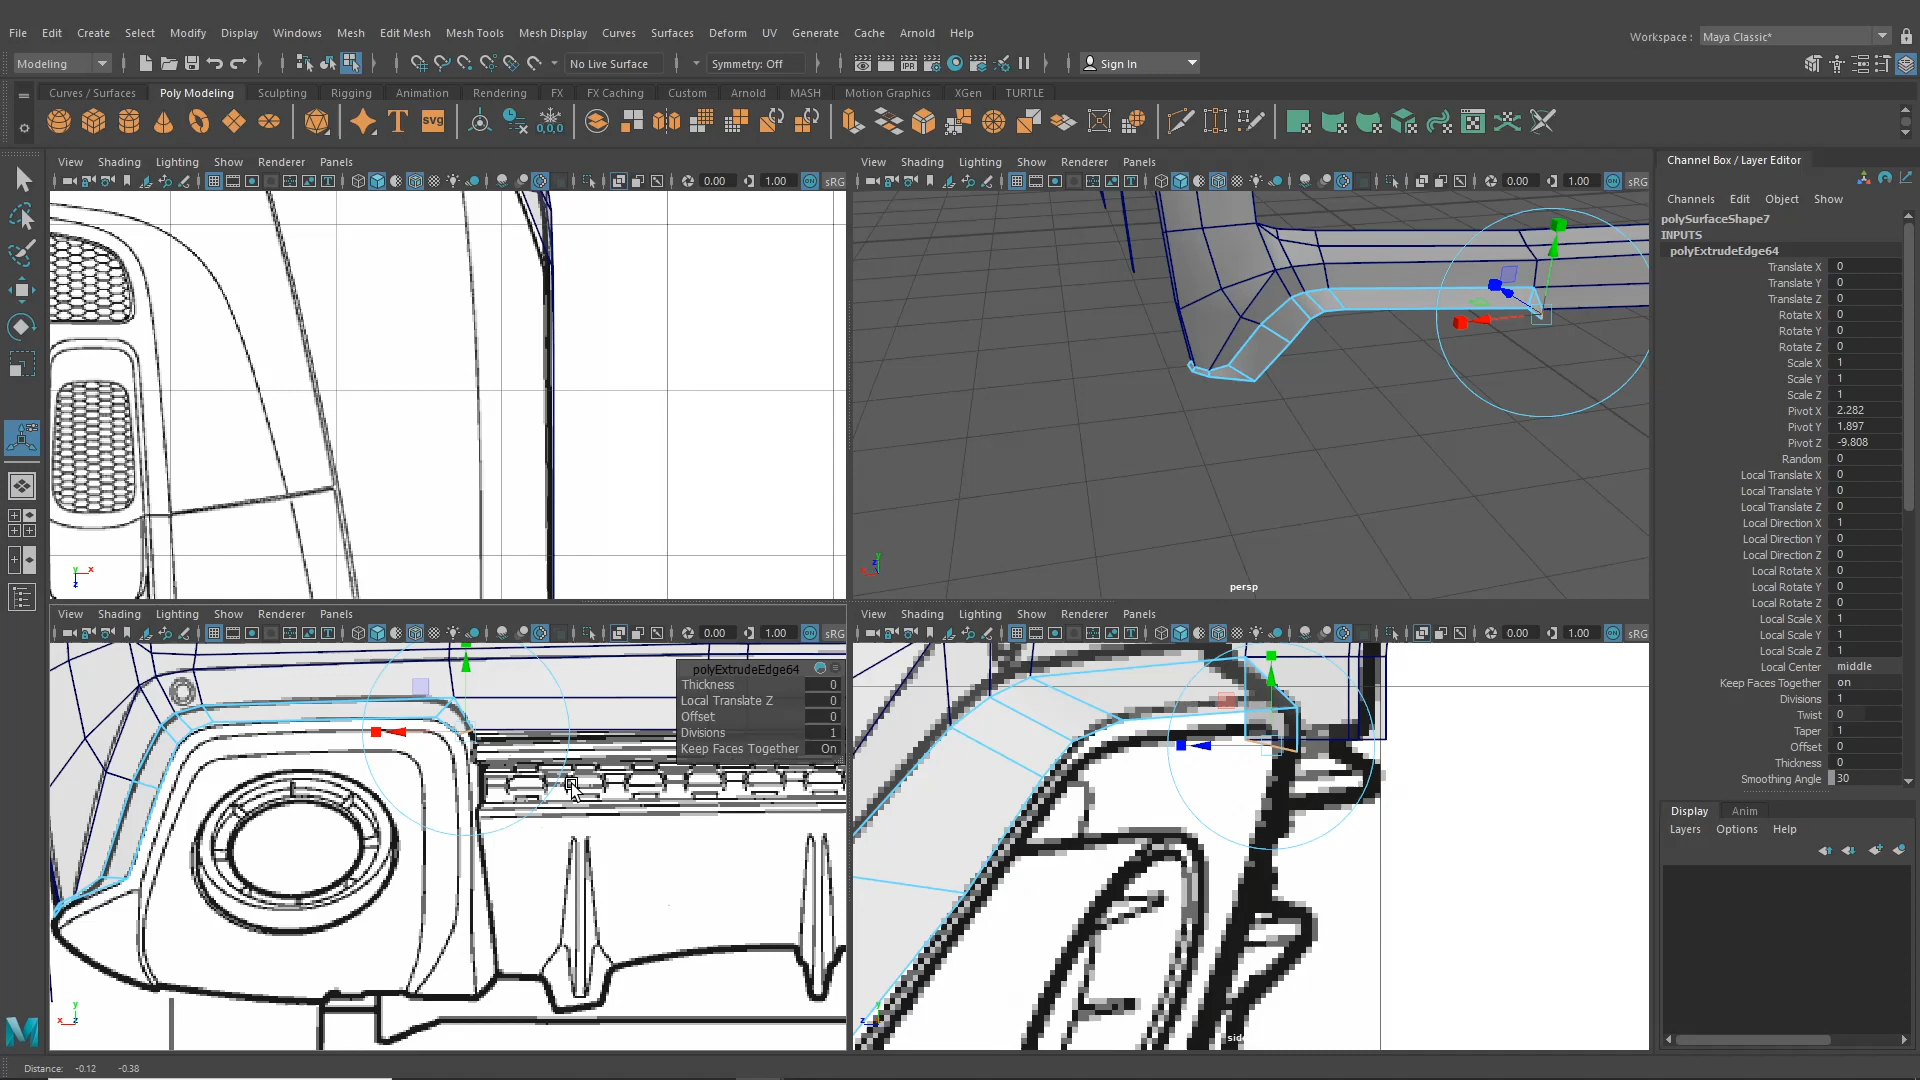 File Edit Create Select Modify Display Windows Mesh Edit Mesh Mesh Tools Mesh Display Curves Surfaces Deform UV Generate Cache Arnold Help
Workspace : Maya Classic*
Modeling No Live Surface Symmetry: Off Sign In
Curves / Surfaces Poly Modeling Sculpting Rigging Animation Rendering FX FX Caching Custom Arnold MASH Motion Graphics XGen TURTLE
T svg 0,0,0
View Shading Lighting Show Renderer Panels
0.00 1.00 ON sRG
View Shading Lighting Show Renderer Panels
0.00 1.00 ON sRG
y x z
persp
View Shading Lighting Show Renderer Panels
0.00 1.00 ON sRG
polyExtrudeEdge64
Thickness 0
Local Translate Z 0
Offset 0
Divisions 1
Keep Faces Together On
y x z
View Shading Lighting Show Renderer Panels
0.00 1.00 ON sRG
Channel Box / Layer Editor
Channels Edit Object Show
polySurfaceShape7
INPUTS
polyExtrudeEdge64
Translate X 0
Translate Y 0
Translate Z 0
Rotate X 0
Rotate Y 0
Rotate Z 0
Scale X 1
Scale Y 1
Scale Z 1
Pivot X 2.282
Pivot Y 1.897
Pivot Z -9.808
Random 0
Local Translate X 0
Local Translate Y 0
Local Translate Z 0
Local Direction X 1
Local Direction Y 0
Local Direction Z 0
Local Rotate X 0
Local Rotate Y 0
Local Rotate Z 0
Local Scale X 1
Local Scale Y 1
Local Scale Z 1
Local Center middle
Keep Faces Together on
Divisions 1
Twist 0
Taper 1
Offset 0
Thickness 0
Smoothing Angle 30
Display Anim
Layers Options Help
Distance: -0.12 -0.38